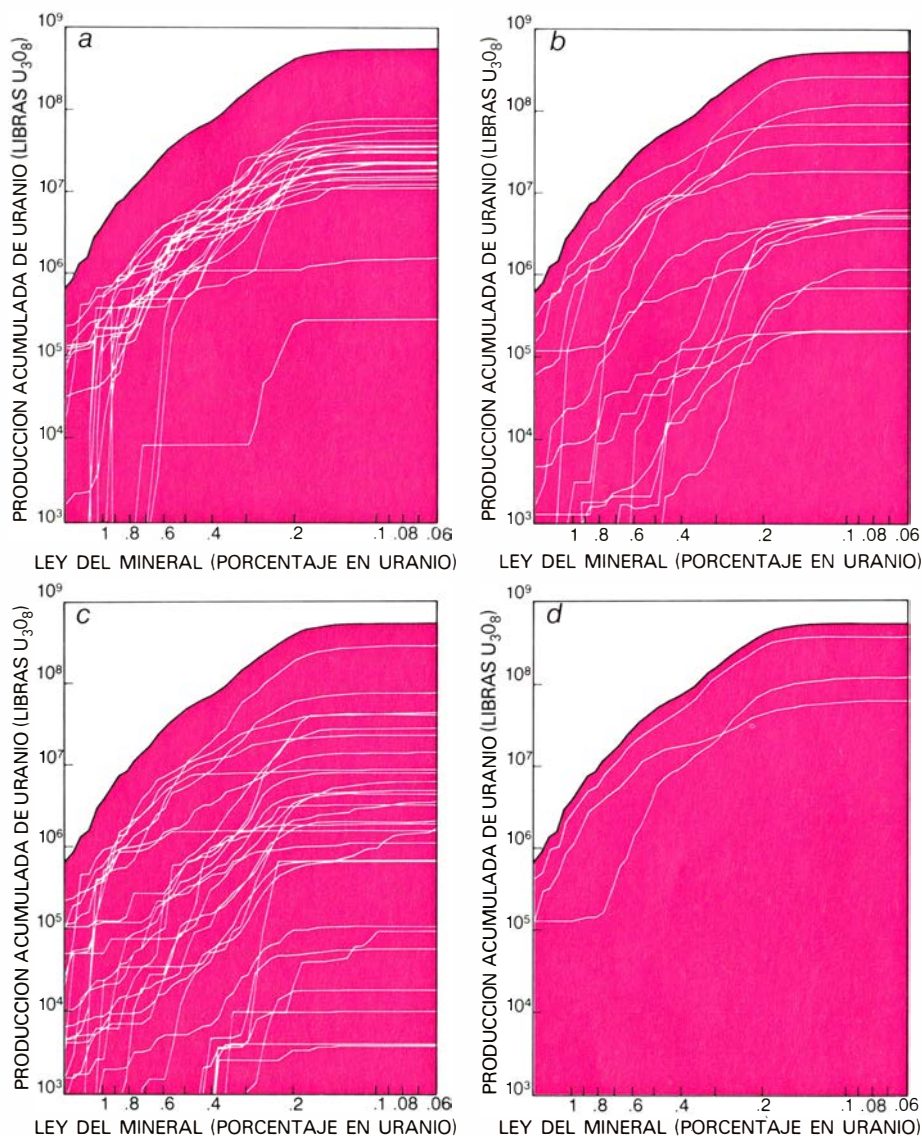 a
PRODUCCION ACUMULADA DE URANIO (LIBRAS U₃O₈)
10⁹
10⁸
10⁷
10⁶
10⁵
10⁴
10³
1 .8 .6 .4 .2 .1 .08 .06
LEY DEL MINERAL (PORCENTAJE EN URANIO)
b
PRODUCCION ACUMULADA DE URANIO (LIBRAS U₃O₈)
10⁹
10⁸
10⁷
10⁶
10⁵
10⁴
10³
1 .8 .6 .4 .2 .1 .08 .06
LEY DEL MINERAL (PORCENTAJE EN URANIO)
c
PRODUCCION ACUMULADA DE URANIO (LIBRAS U₃O₈)
10⁹
10⁸
10⁷
10⁶
10⁵
10⁴
10³
1 .8 .6 .4 .2 .1 .08 .06
LEY DEL MINERAL (PORCENTAJE EN URANIO)
d
PRODUCCION ACUMULADA DE URANIO (LIBRAS U₃O₈)
10⁹
10⁸
10⁷
10⁶
10⁵
10⁴
10³
1 .8 .6 .4 .2 .1 .08 .06
LEY DEL MINERAL (PORCENTAJE EN URANIO)